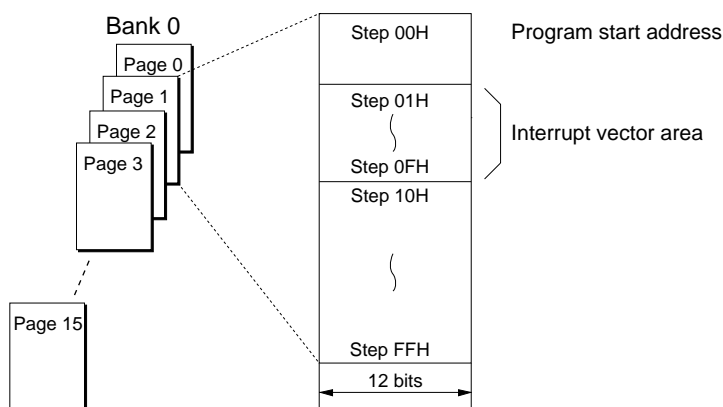 Bank 0
Page 0
Page 1
Page 2
Page 3
Page 15
Step 00H
Program start address
Step 01H
Interrupt vector area
Step 0FH
Step 10H
Step FFH
12 bits